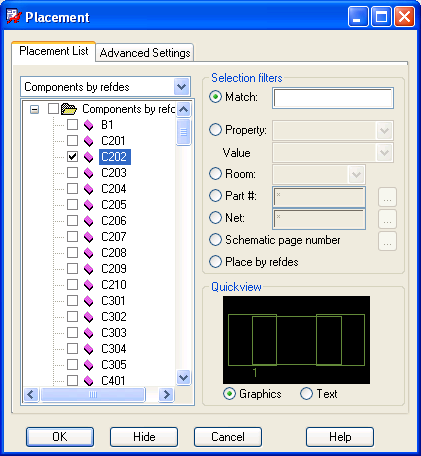 Placement
Placement List
Advanced Settings
Components by refdes
Components by refc
B1
C201
C202
C203
C204
C205
C206
C207
C208
C209
C210
C301
C302
C303
C304
C305
C401
Selection filters
Match:
Property:
Value
Room:
Part #: *
...
Net: *
...
Schematic page number
...
Place by refdes
Quickview
1
Graphics
Text
OK
Hide
Cancel
Help